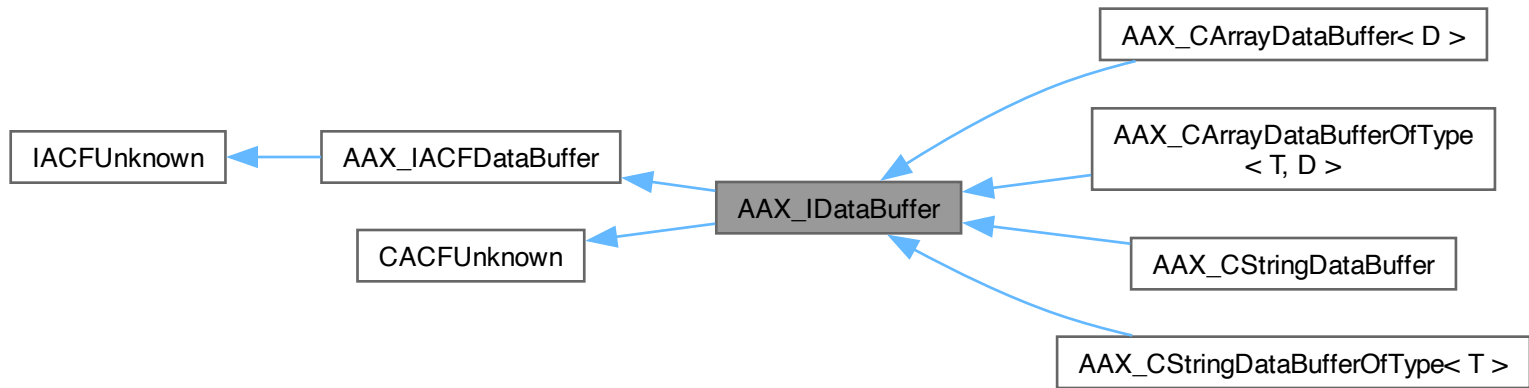 AAX_CArrayDataBuffer< D >
AAX_CArrayDataBufferOfType
< T, D >
IACFUnknown
AAX_IACFDataBuffer
AAX_IDataBuffer
CACFUnknown
AAX_CStringDataBuffer
AAX_CStringDataBufferOfType< T >